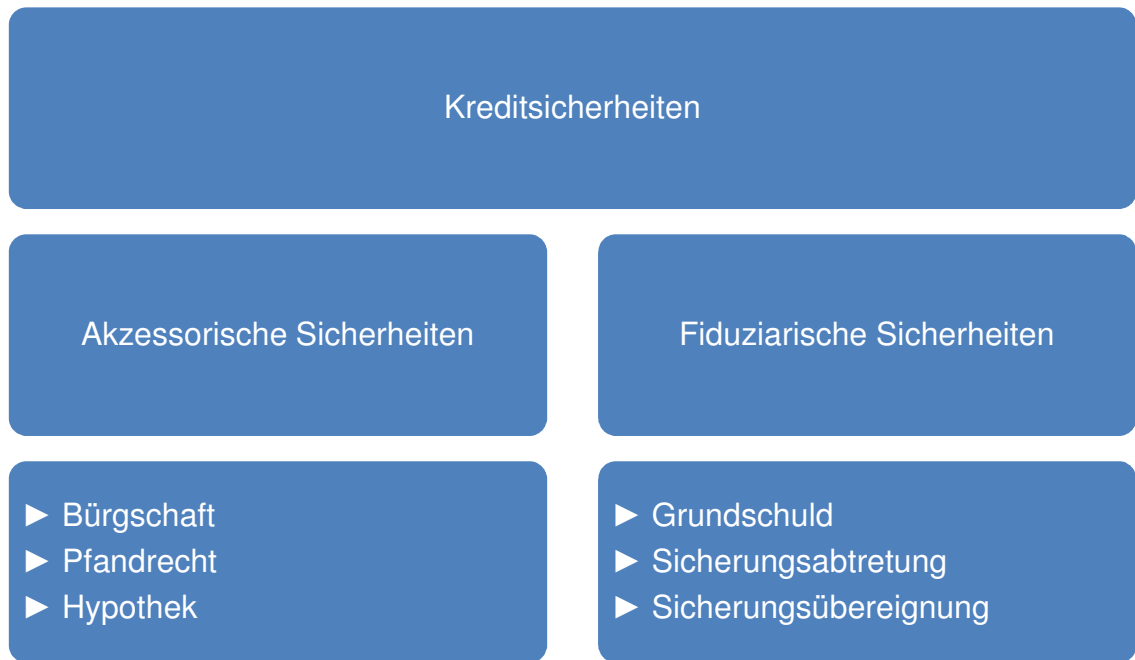 Kreditsicherheiten
Akzessorische Sicherheiten
Fiduziarische Sicherheiten
► Bürgschaft
► Pfandrecht
► Hypothek
► Grundschuld
► Sicherungsabtretung
► Sicherungsübereignung